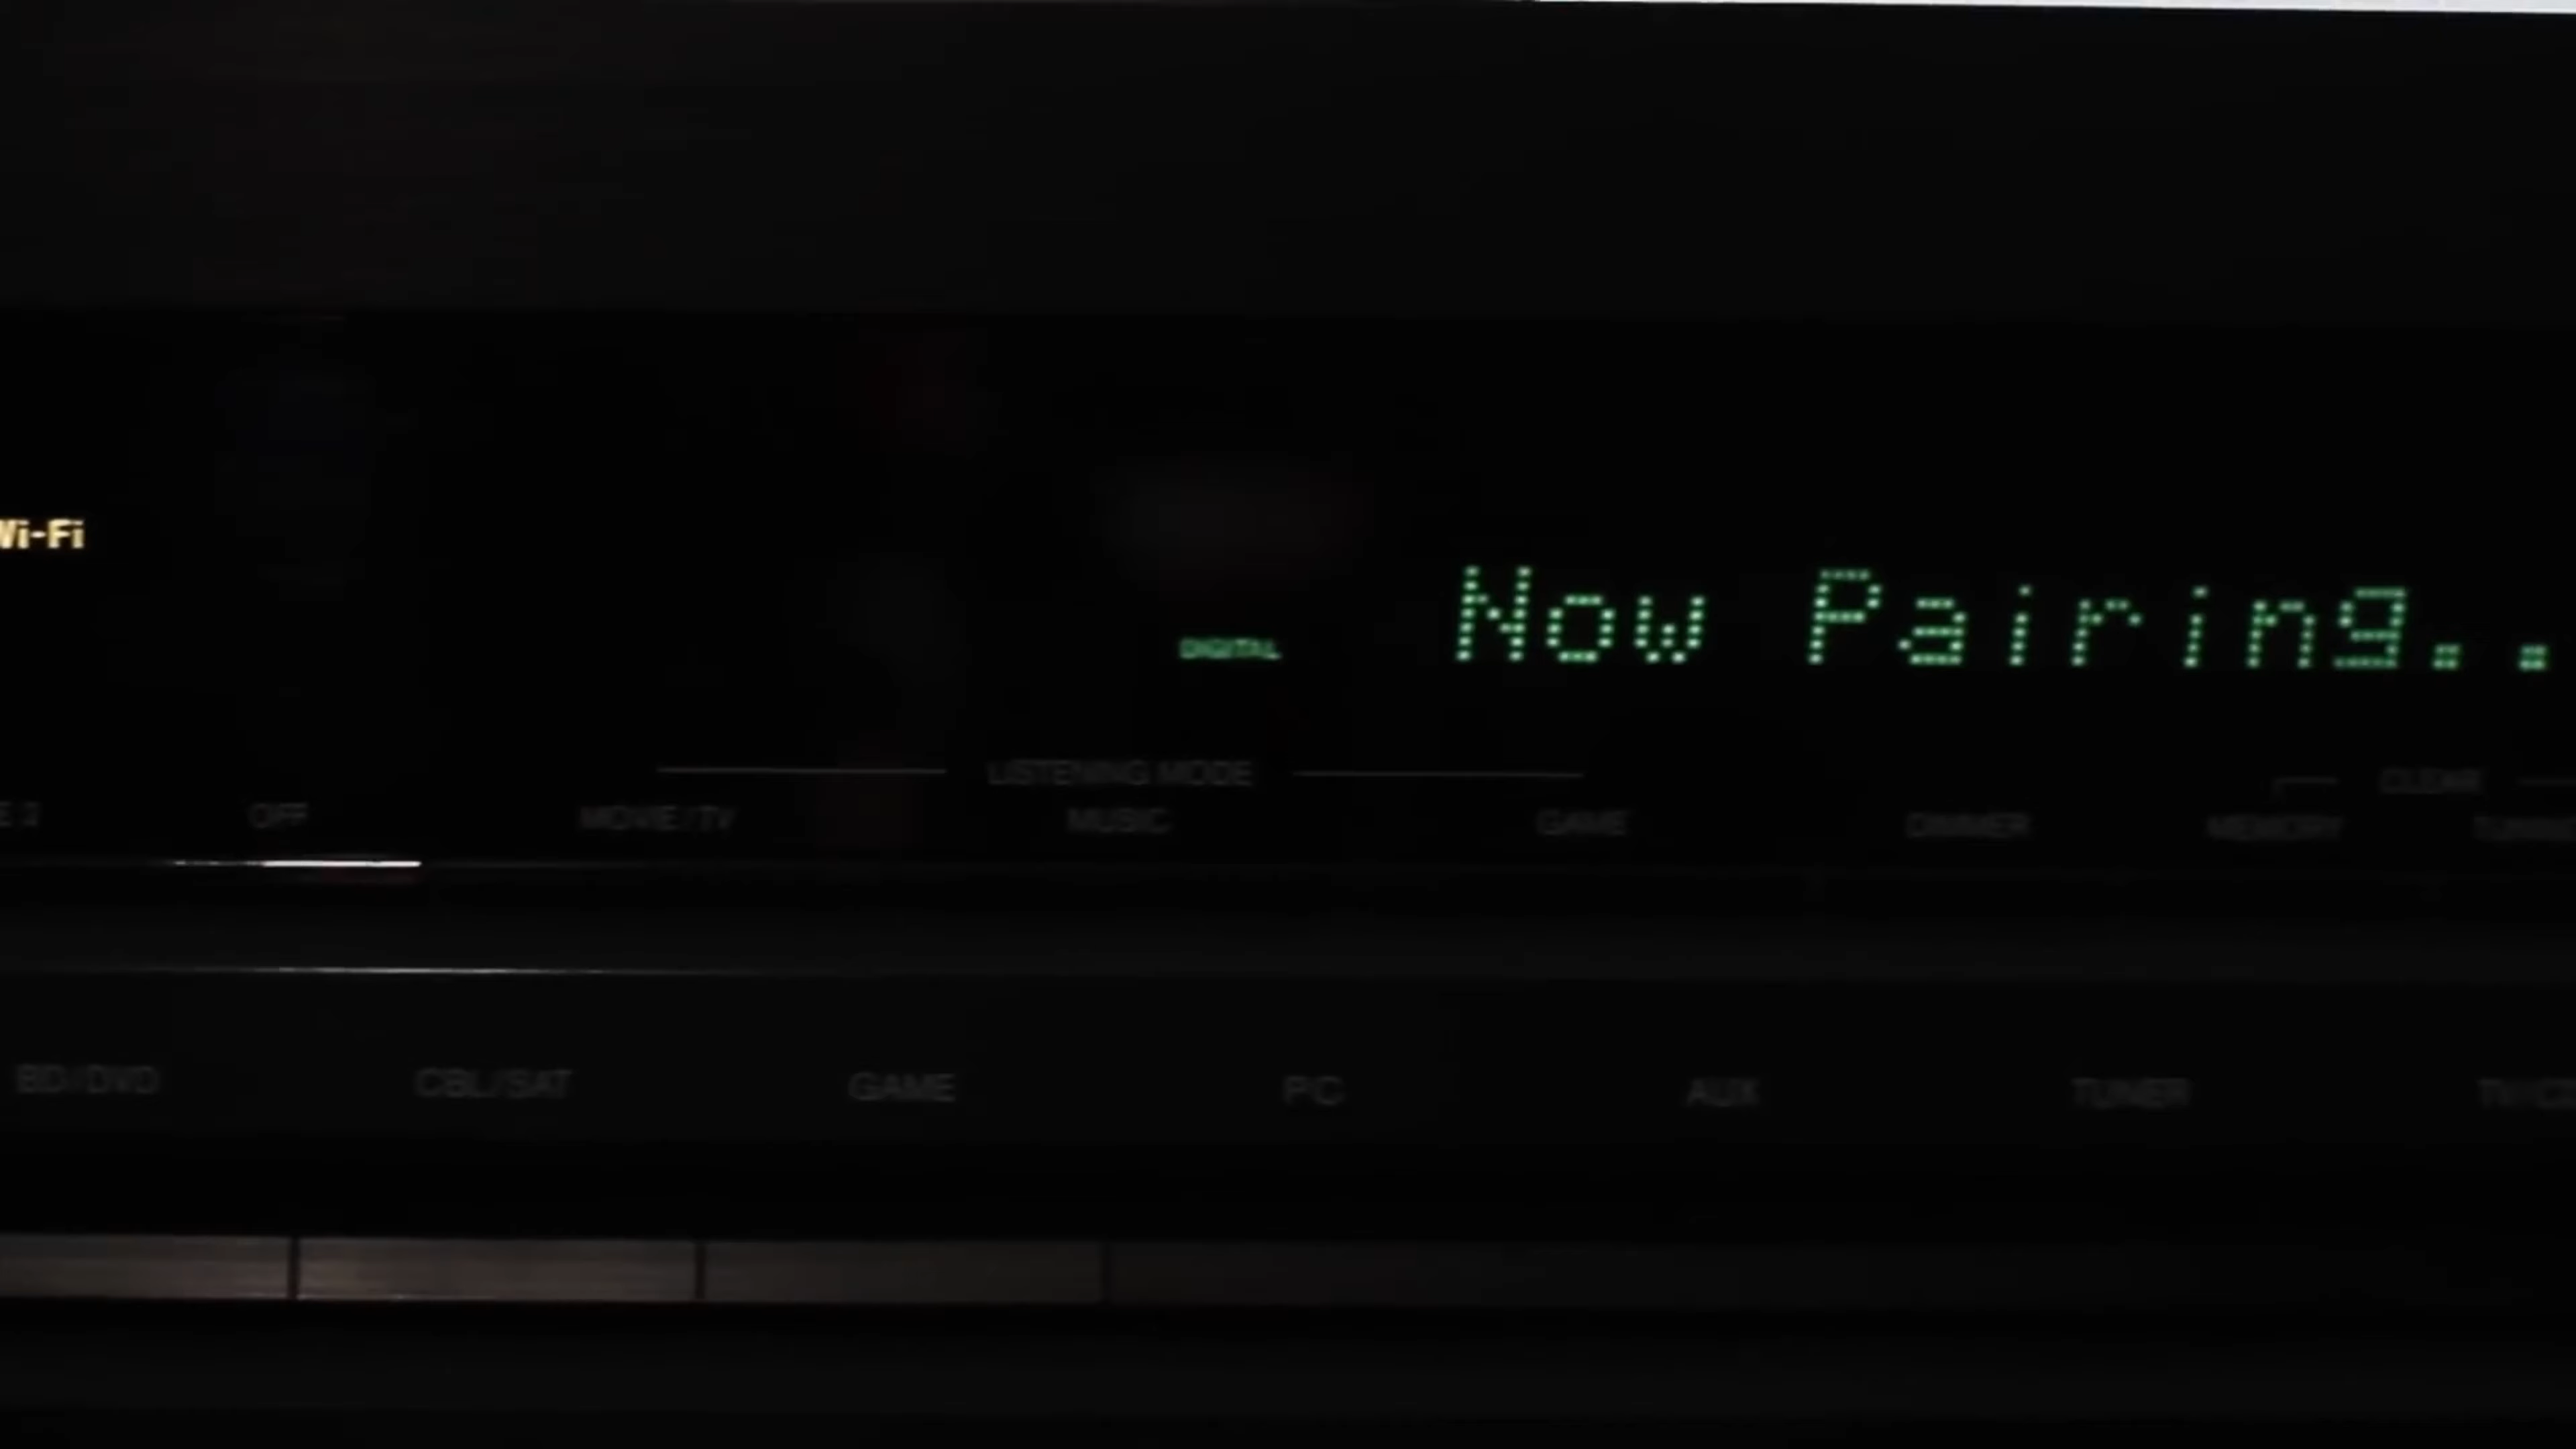 Wi-Fi
DIGITAL
Now Pairing..
LISTENING MODE
CLEAR
OFF
MOVIE/TV
MUSIC
GAME
DIMMER
MEMORY
BD/DVD
CBL/SAT
GAME
PC
AUX
TUNER